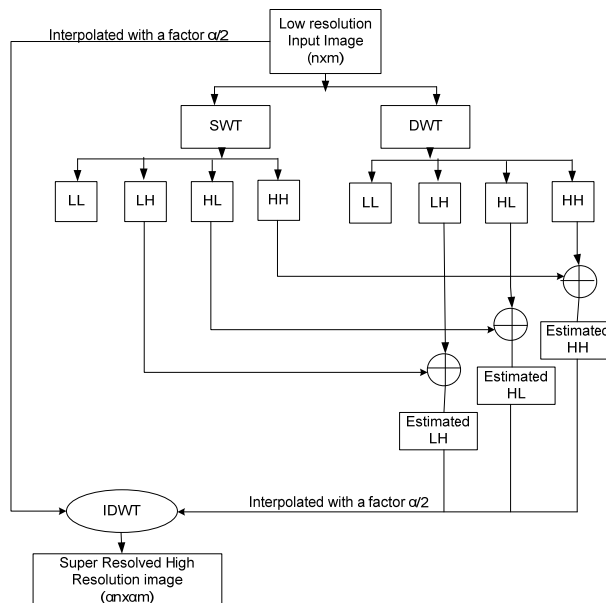 Low resolution
Input Image
(nxm)
Interpolated with a factor α/2
SWT
DWT
LL
LH
HL
HH
LL
LH
HL
HH
Estimated
HH
Estimated
HL
Estimated
LH
Interpolated with a factor α/2
IDWT
Super Resolved High
Resolution image
(αnxαm)